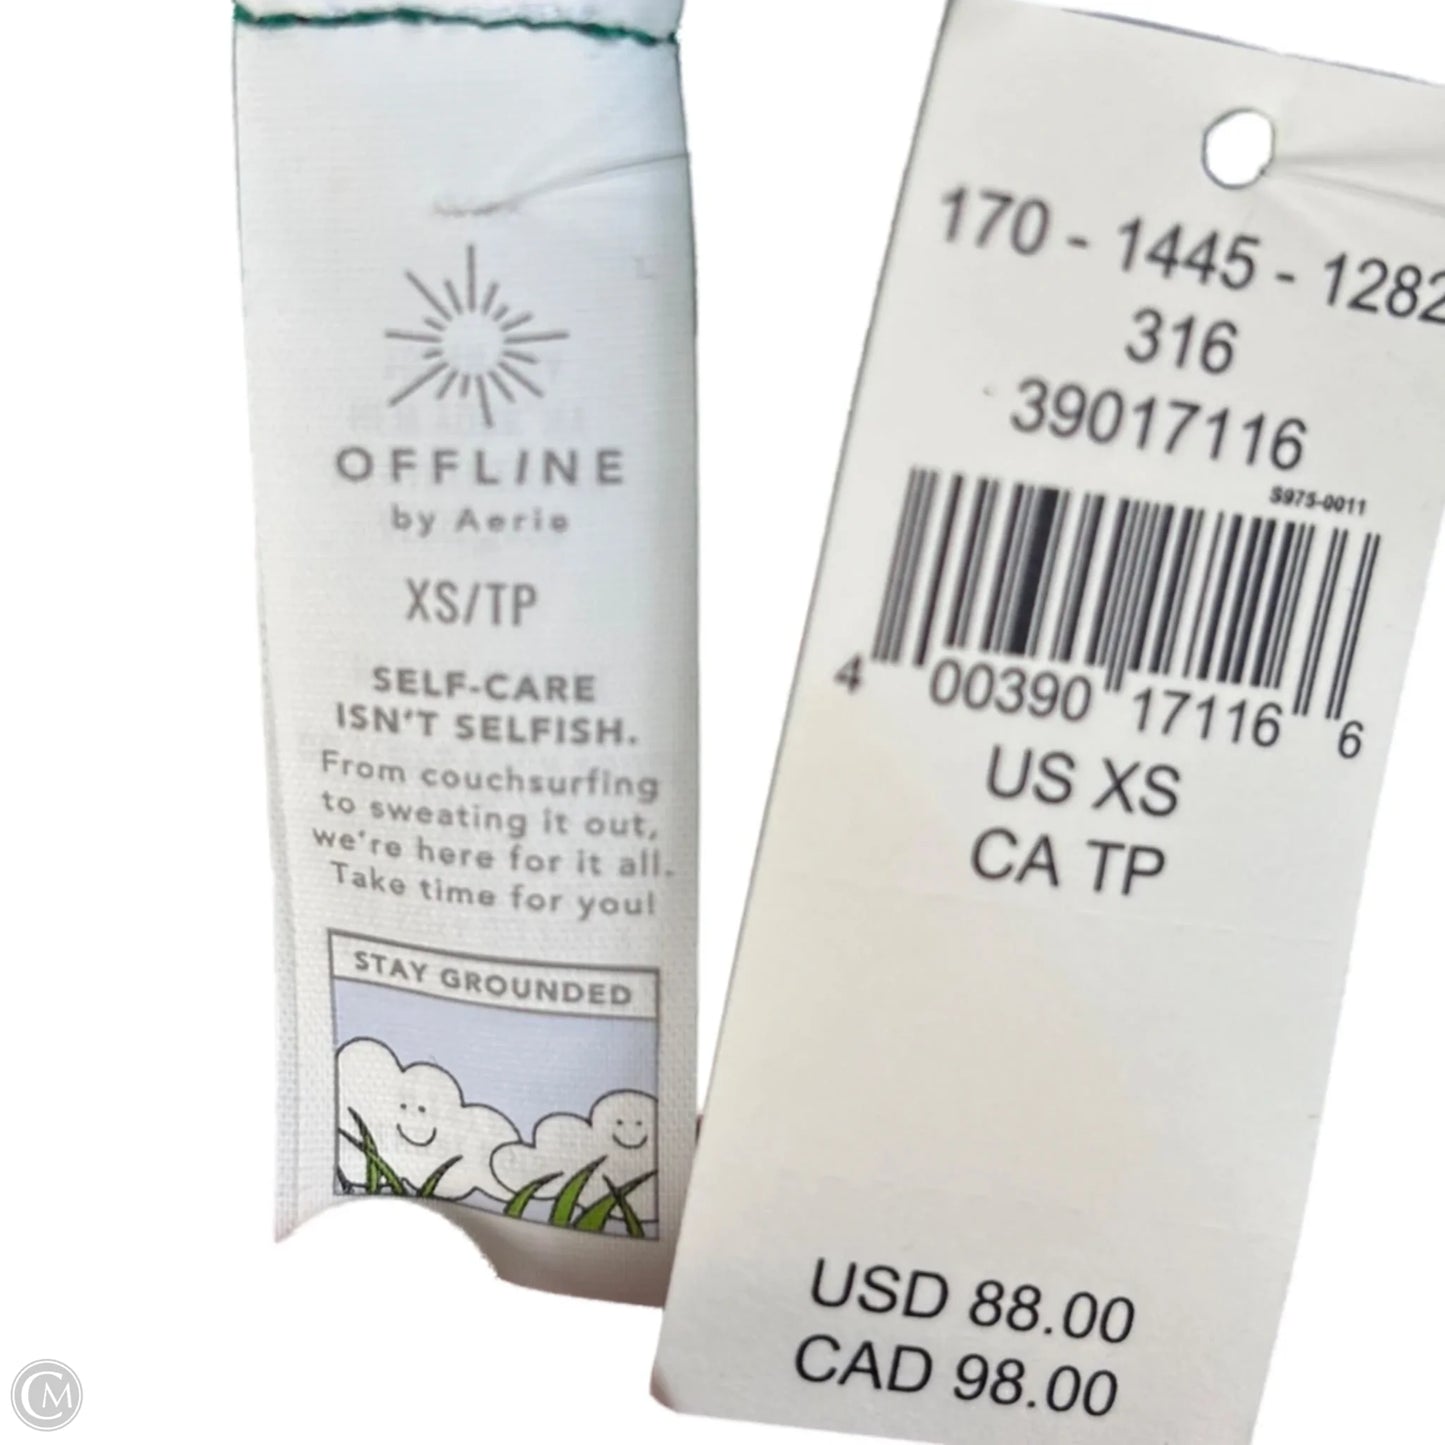 OFFLINE
by Aerie
XS/TP
SELF-CARE
ISN'T SELFISH.
From couchsurfing
to sweating it out,
we're here for it all.
Take time for you!
STAY GROUNDED
170 - 1445 - 1282
316
39017116
S975-0011
4 00390 17116 6
US XS
CA TP
USD 88.00
CAD 98.00
CM